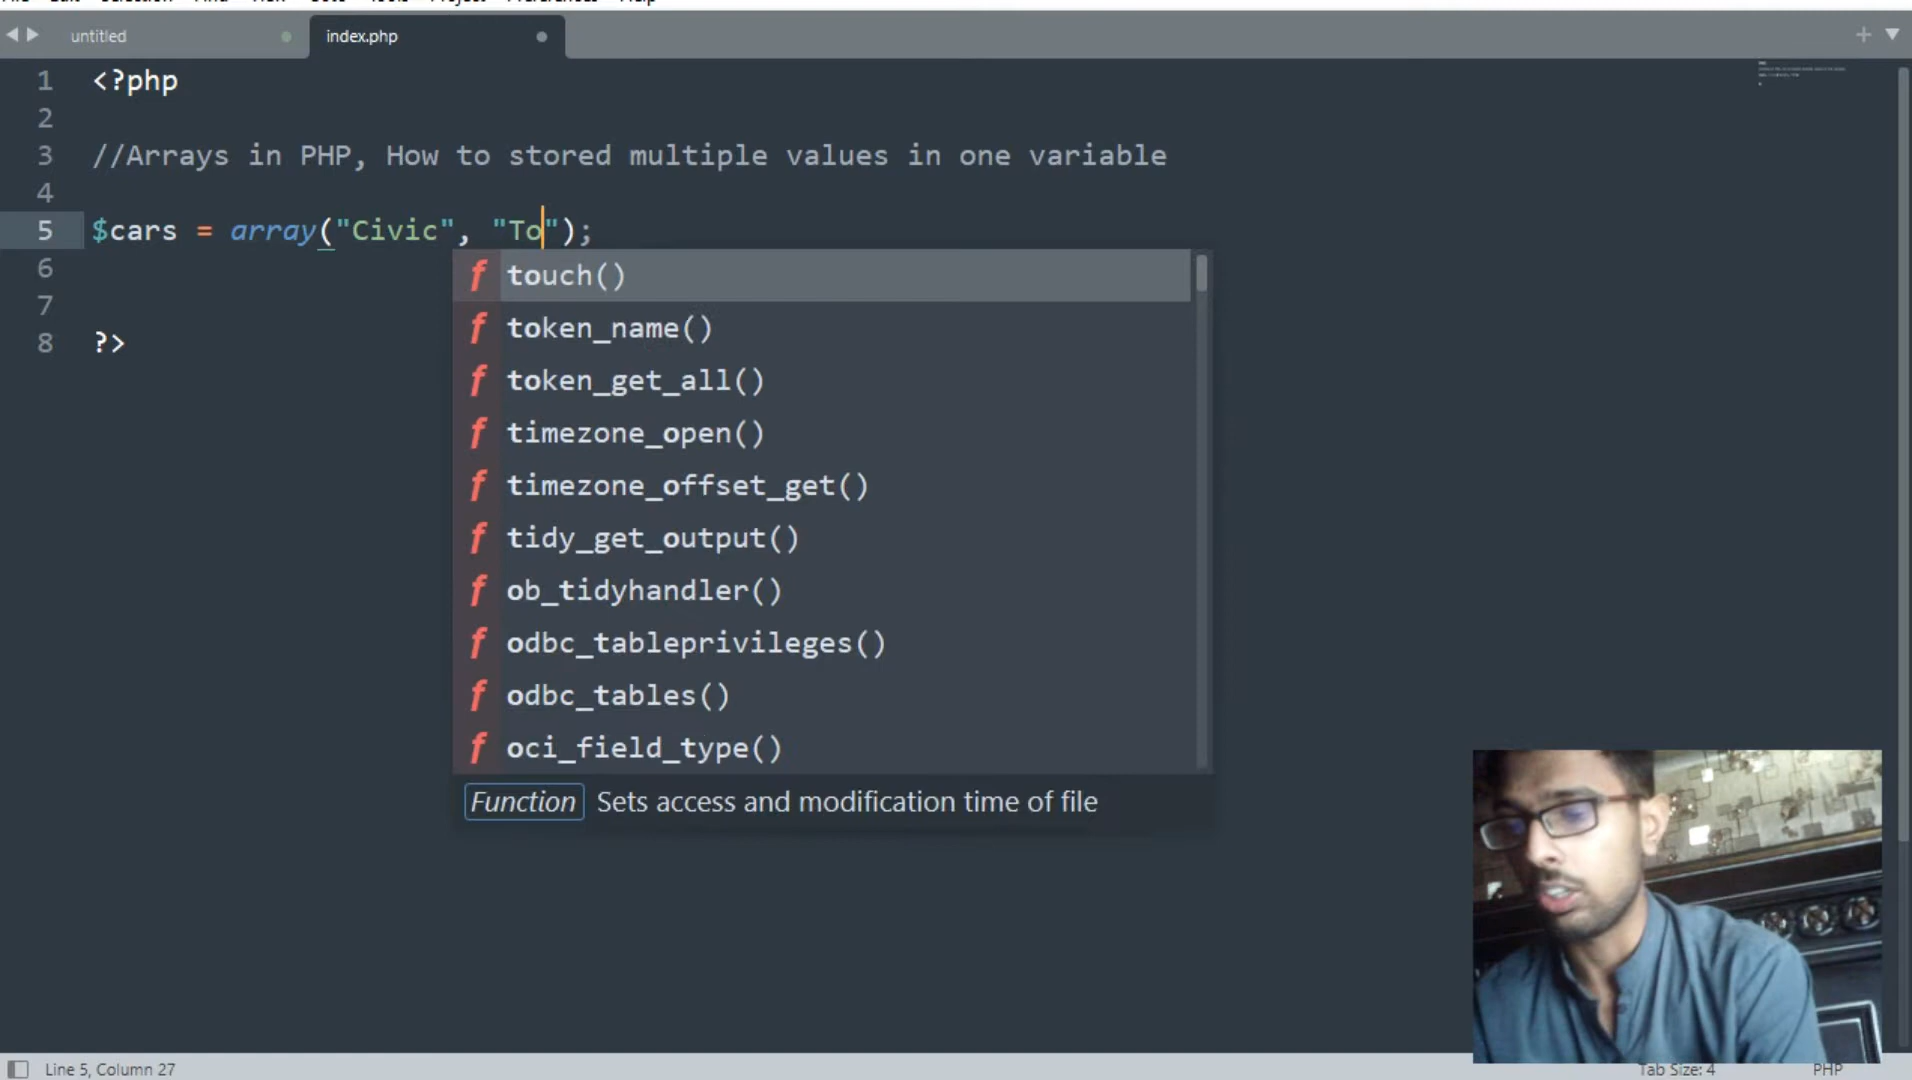 untitled
index.php
1 <?php
2
3 //Arrays in PHP, How to stored multiple values in one variable
4
5 $cars = array("Civic", "To");
6
7
8 ?>
f touch()
f token_name()
f token_get_all()
f timezone_open()
f timezone_offset_get()
f tidy_get_output()
f ob_tidyhandler()
f odbc_tableprivileges()
f odbc_tables()
f oci_field_type()
Function Sets access and modification time of file
Line 5, Column 27
Tab Size: 4
PHP